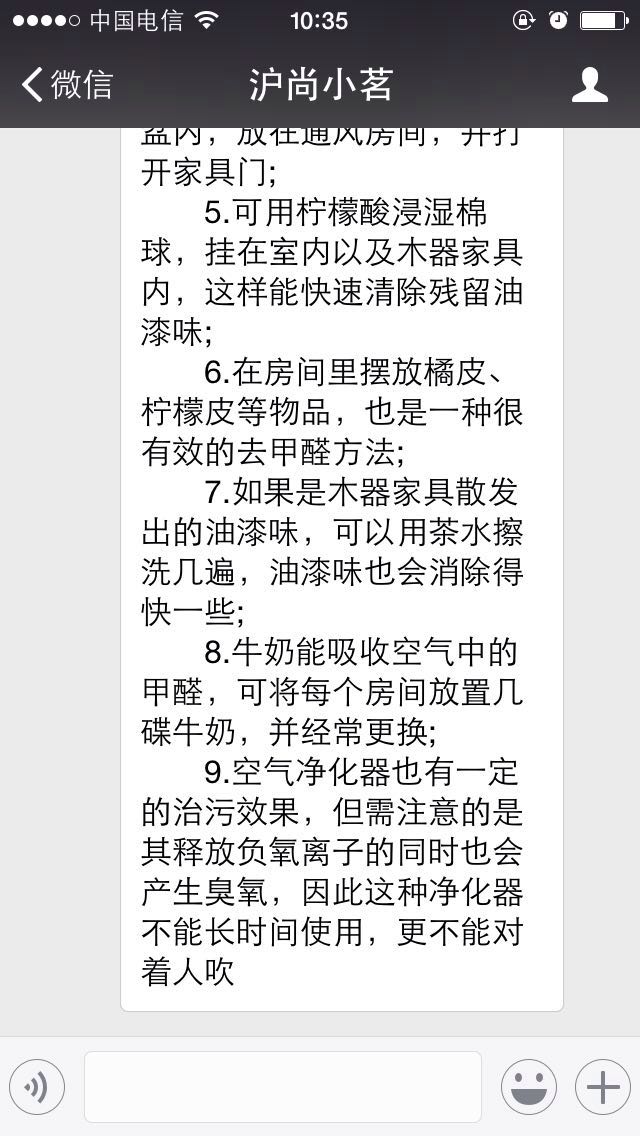 中国电信 10:35
微信 沪尚小茗
盆内，放在通风房间，并打
开家具门;
5.可用柠檬酸浸湿棉
球，挂在室内以及木器家具
内，这样能快速清除残留油
漆味;
6.在房间里摆放橘皮、
柠檬皮等物品，也是一种很
有效的去甲醛方法;
7.如果是木器家具散发
出的油漆味，可以用茶水擦
洗几遍，油漆味也会消除得
快一些;
8.牛奶能吸收空气中的
甲醛，可将每个房间放置几
碟牛奶，并经常更换;
9.空气净化器也有一定
的治污效果，但需注意的是
其释放负氧离子的同时也会
产生臭氧，因此这种净化器
不能长时间使用，更不能对
着人吹